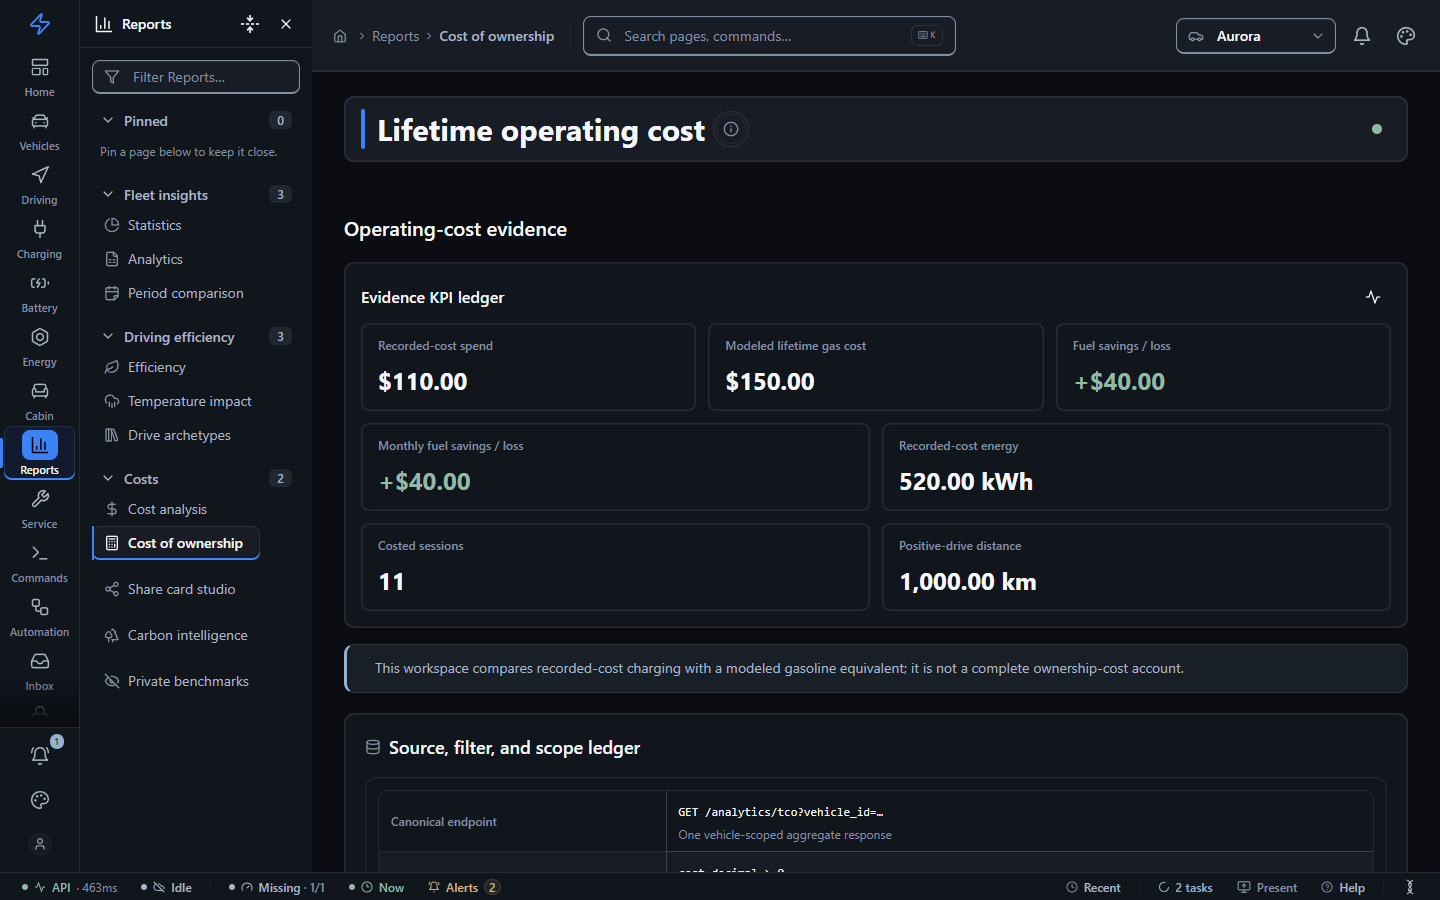 Home
Vehicles
Driving
Charging
Battery
Energy
Cabin
Reports
Service
Commands
Automation
Inbox
1
Reports
Filter Reports...
Pinned 0
Pin a page below to keep it close.
Fleet insights 3
Statistics
Analytics
Period comparison
Driving efficiency 3
Efficiency
Temperature impact
Drive archetypes
Costs 2
Cost analysis
Cost of ownership
Share card studio
Carbon intelligence
Private benchmarks
Reports Cost of ownership
Search pages, commands...
K
Aurora
Lifetime operating cost
Operating-cost evidence
Evidence KPI ledger
Recorded-cost spend
$110.00
Modeled lifetime gas cost
$150.00
Fuel savings / loss
+$40.00
Monthly fuel savings / loss
+$40.00
Recorded-cost energy
520.00 kWh
Costed sessions
11
Positive-drive distance
1,000.00 km
This workspace compares recorded-cost charging with a modeled gasoline equivalent; it is not a complete ownership-cost account.
Source, filter, and scope ledger
Canonical endpoint
GET /analytics/tco?vehicle_id=…
One vehicle-scoped aggregate response
API · 463ms
Idle
Missing · 1/1
Now
Alerts 2
Recent
2 tasks
Present
Help